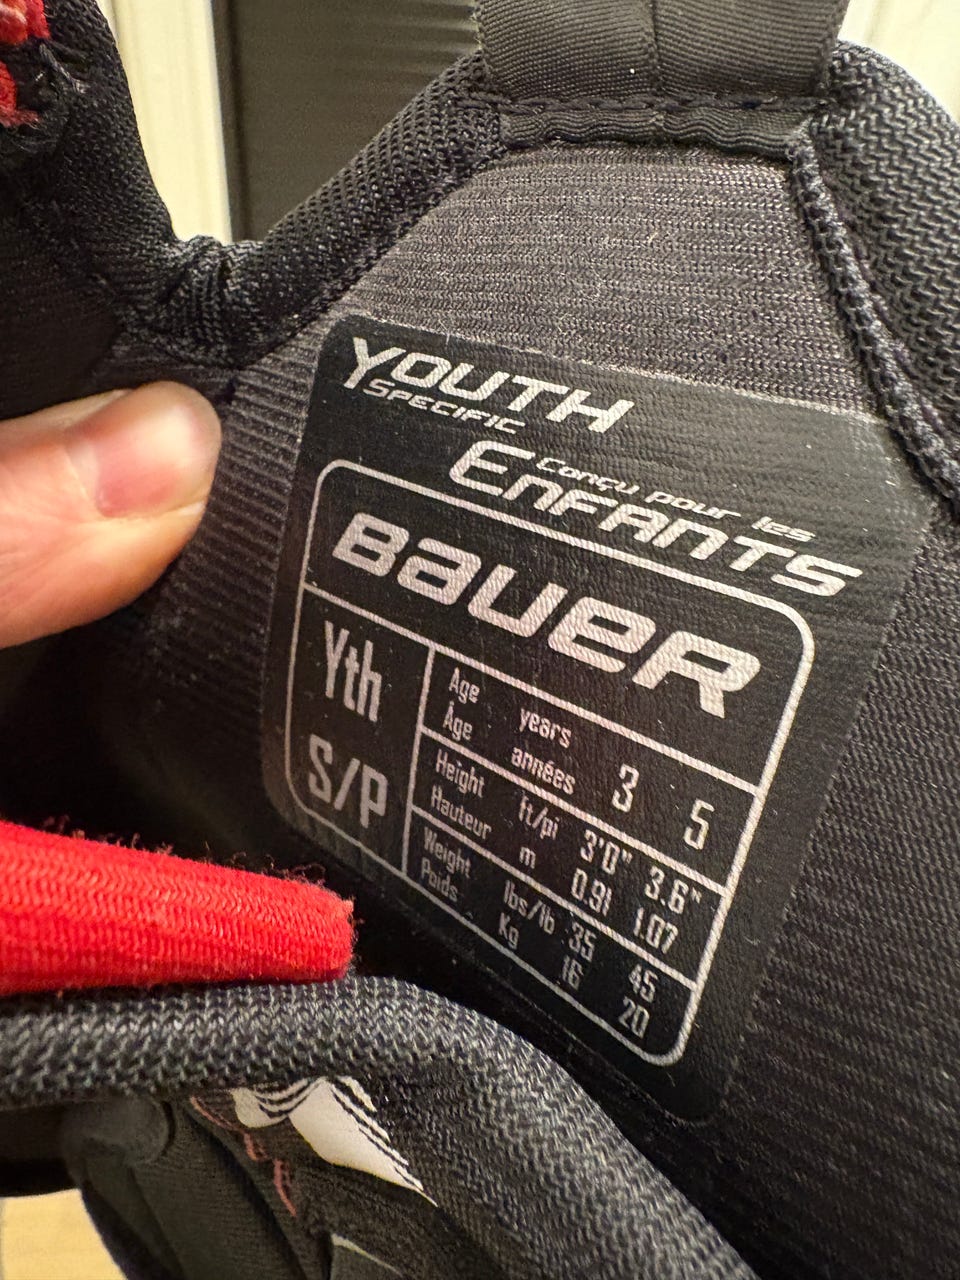 YOUTH
SPECIFIC
Conçu pour les
ENFANTS
BAUER
Yth
S/P
Age years
Âge années 3 5
Height ft/pi 3'0" 3.6"
Hauteur m 0.91 1.07
Weight lbs/lb 35 45
Poids Kg 16 20